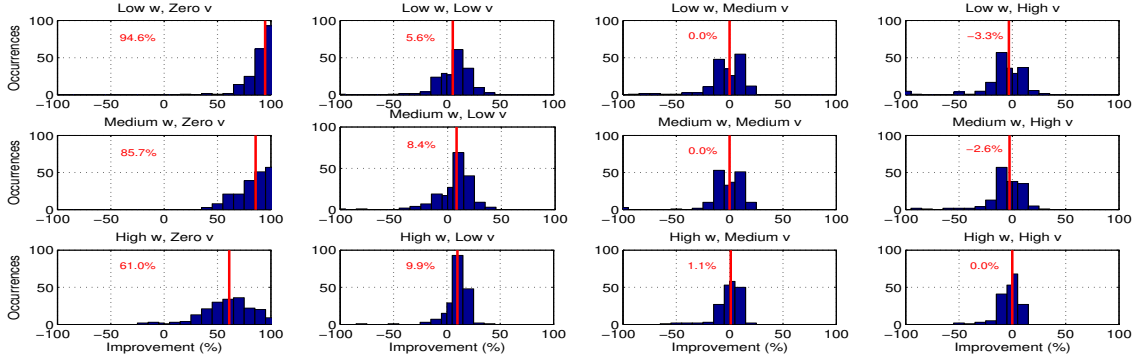 Low w, Zero v
Low w, Low v
Low w, Medium v
Low w, High v
100
50
0
Occurrences
94.6%
−100 −50 0 50 100
100
50
0
5.6%
−100 −50 0 50 100
100
50
0
0.0%
−100 −50 0 50 100
100
50
0
−3.3%
−100 −50 0 50 100
Medium w, Zero v
Medium w, Low v
Medium w, Medium v
Medium w, High v
100
50
0
Occurrences
85.7%
−100 −50 0 50 100
100
50
0
8.4%
−100 −50 0 50 100
100
50
0
0.0%
−100 −50 0 50 100
100
50
0
−2.6%
−100 −50 0 50 100
High w, Zero v
High w, Low v
High w, Medium v
High w, High v
100
50
0
Occurrences
61.0%
−100 −50 0 50 100
Improvement (%)
100
50
0
9.9%
−100 −50 0 50 100
Improvement (%)
100
50
0
1.1%
−100 −50 0 50 100
Improvement (%)
100
50
0
0.0%
−100 −50 0 50 100
Improvement (%)